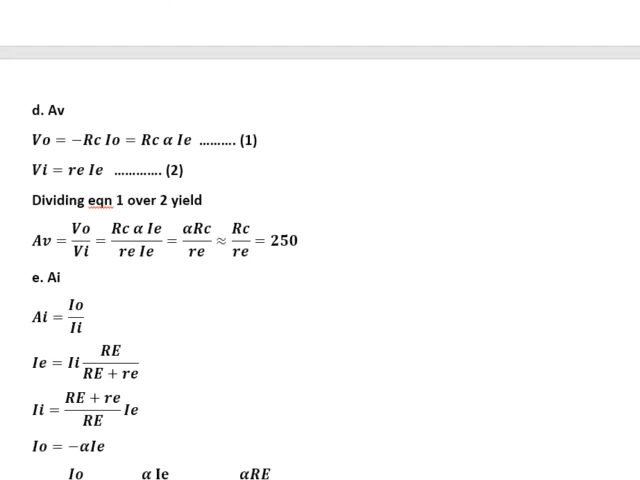 d. Av
Vo = −Rc Io = Rc α Ie .......... (1)
Vi = re Ie ............. (2)
Dividing eqn 1 over 2 yield
Av = Vo/Vi = Rc α Ie/re Ie = αRc/re ≈ Rc/re = 250
e. Ai
Ai = Io/Ii
Ie = Ii RE/RE + re
Ii = RE + re/RE Ie
Io = −αIe
Io α Ie αRE